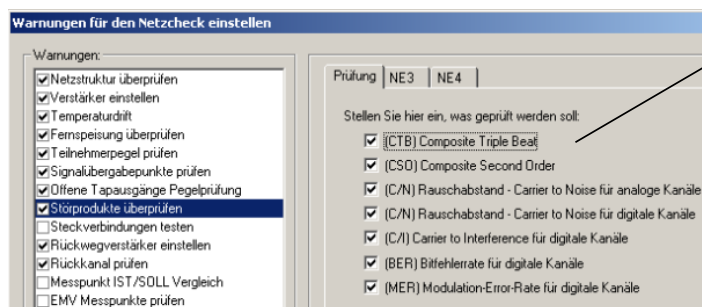 Warnungen für den Netzcheck einstellen
Warnungen:
Netzstruktur überprüfen
Verstärker einstellen
Temperaturdrift
Fernspeisung überprüfen
Teilnehmerpegel prüfen
Signalübergabepunkte prüfen
Offene Tapausgänge Pegelprüfung
Störprodukte überprüfen
Steckverbindungen testen
Rückwegverstärker einstellen
Rückkanal prüfen
Messpunkt IST/SOLL Vergleich
EMV Messpunkte prüfen
Prüfung NE3 NE4
Stellen Sie hier ein, was geprüft werden soll:
(CTB) Composite Triple Beat
(CSO) Composite Second Order
(C/N) Rauschabstand - Carrier to Noise für analoge Kanäle
(C/N) Rauschabstand - Carrier to Noise für digitale Kanäle
(C/I) Carrier to Interference für digitale Kanäle
(BER) Bitfehlerrate für digitale Kanäle
(MER) Modulation-Error-Rate für digitale Kanäle